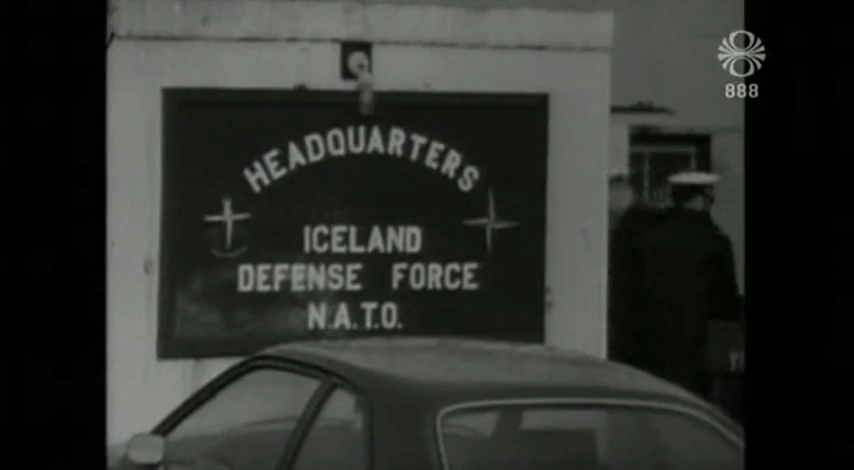 888
HEADQUARTERS
ICELAND
DEFENSE FORCE
N.A.T.O.